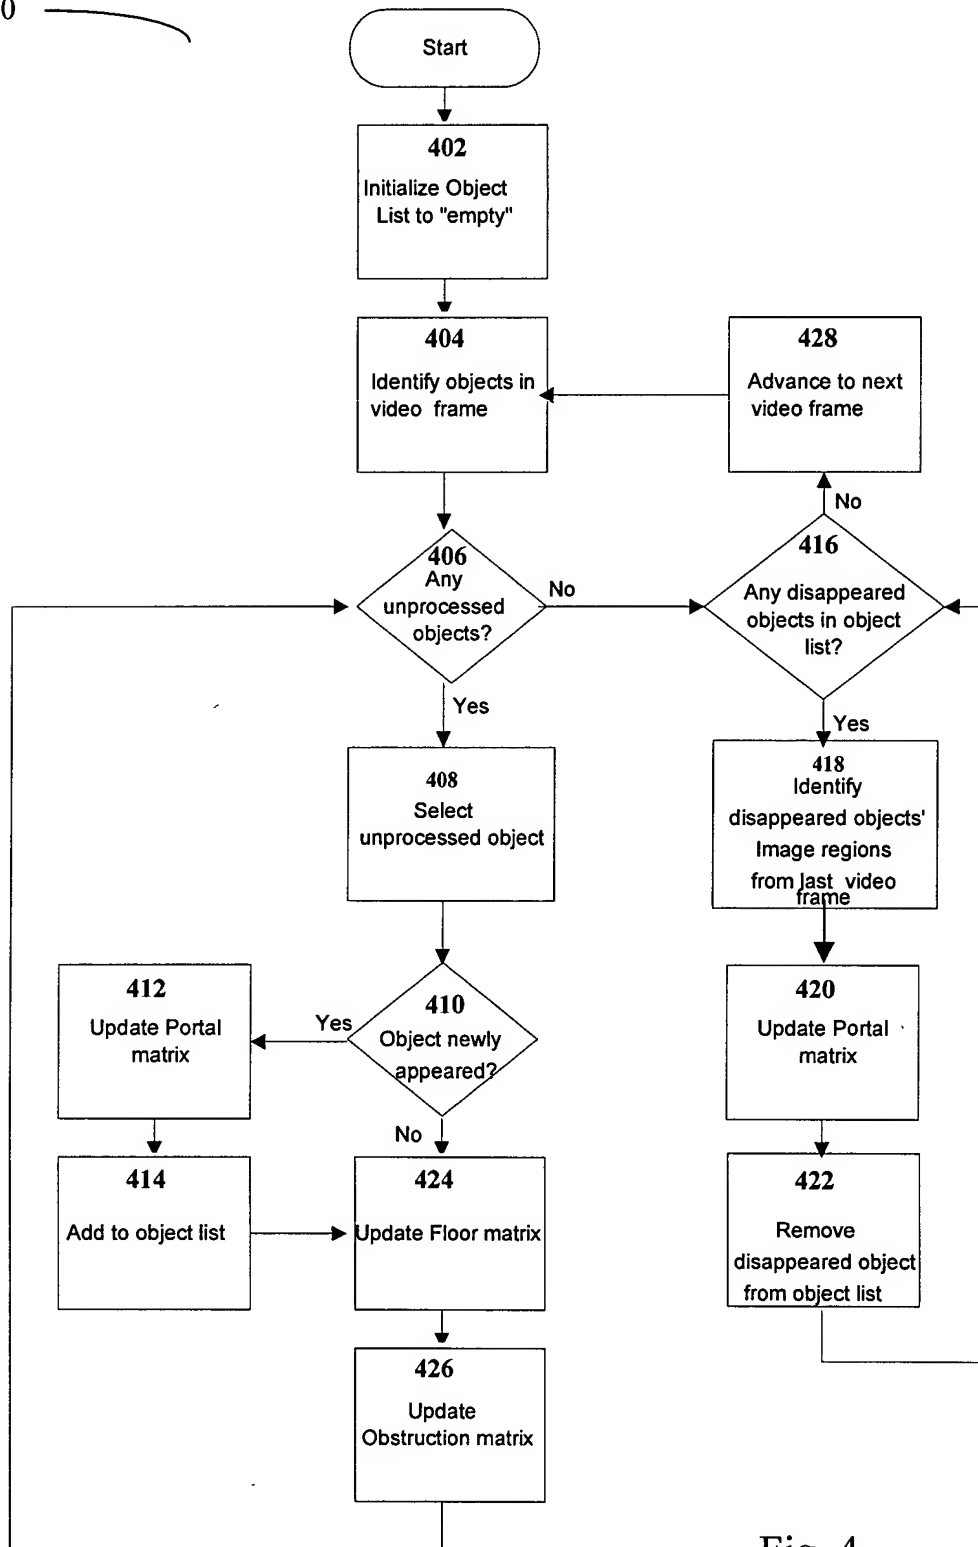 0
Start
402
Initialize Object
List to "empty"
404
Identify objects in
video frame
428
Advance to next
video frame
No
406
Any
unprocessed
objects?
No
416
Any disappeared
objects in object
list?
Yes
Yes
408
Select
unprocessed object
418
Identify
disappeared objects'
Image regions
from last video
frame
412
Update Portal
matrix
Yes
410
Object newly
appeared?
420
Update Portal
matrix
No
414
Add to object list
424
Update Floor matrix
422
Remove
disappeared object
from object list
426
Update
Obstruction matrix
Fig. 4